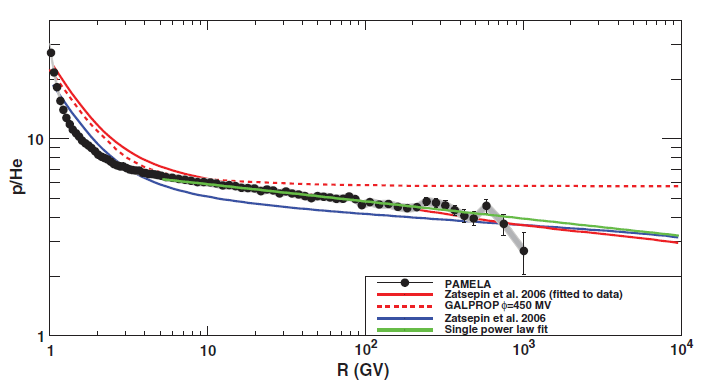 10
p/He
1
1
10
10²
10³
10⁴
R (GV)
PAMELA
Zatsepin et al. 2006 (fitted to data)
GALPROP ϕ=450 MV
Zatsepin et al. 2006
Single power law fit